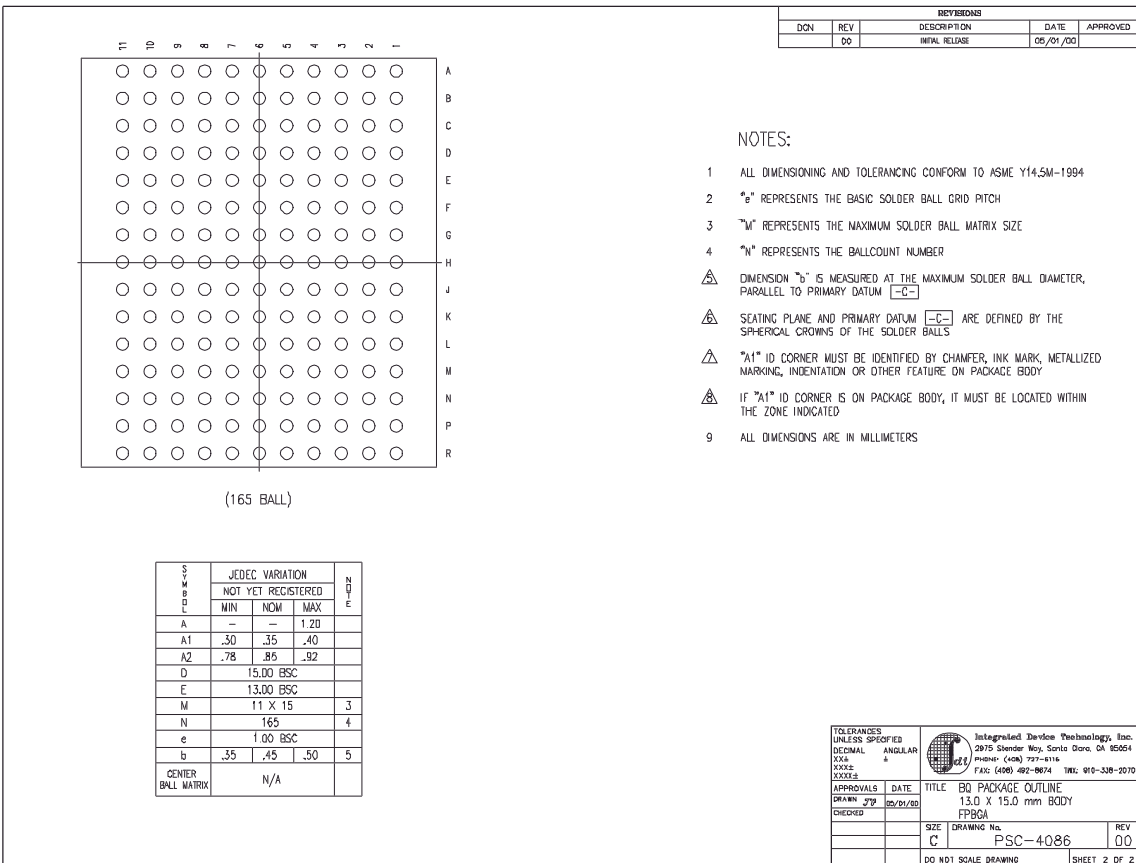 REVISIONS
DCN REV DESCRIPTION DATE APPROVED
00 INITIAL RELEASE 05/01/00
11 10 9 8 7 6 5 4 3 2 1
A
B
C
D
E
F
G
H
J
K
L
M
N
P
R
(165 BALL)
NOTES:
1 ALL DIMENSIONING AND TOLERANCING CONFORM TO ASME Y14.5M-1994
2 "e" REPRESENTS THE BASIC SOLDER BALL GRID PITCH
3 "M" REPRESENTS THE MAXIMUM SOLDER BALL MATRIX SIZE
4 "N" REPRESENTS THE BALLCOUNT NUMBER
5 DIMENSION "b" IS MEASURED AT THE MAXIMUM SOLDER BALL DIAMETER,
PARALLEL TO PRIMARY DATUM -C-
6 SEATING PLANE AND PRIMARY DATUM -C- ARE DEFINED BY THE
SPHERICAL CROWNS OF THE SOLDER BALLS
7 "A1" ID CORNER MUST BE IDENTIFIED BY CHAMFER, INK MARK, METALLIZED
MARKING, INDENTATION OR OTHER FEATURE ON PACKAGE BODY
8 IF "A1" ID CORNER IS ON PACKAGE BODY, IT MUST BE LOCATED WITHIN
THE ZONE INDICATED
9 ALL DIMENSIONS ARE IN MILLIMETERS
SYMBOL JEDEC VARIATION NOTE
NOT YET REGISTERED
MIN NOM MAX
A – – 1.20
A1 .30 .35 .40
A2 .78 .85 .92
D 15.00 BSC
E 13.00 BSC
M 11 X 15 3
N 165 4
e 1.00 BSC
b .35 .45 .50 5
CENTER
BALL MATRIX N/A
TOLERANCES
UNLESS SPECIFIED
DECIMAL ANGULAR
XX± ±
XXX±
XXXX±
idt
Integrated Device Technology, Inc.
2975 Stender Way, Santa Clara, CA 95054
PHONE: (408) 727-6116
FAX: (408) 492-8674 TWX: 910-338-2070
APPROVALS DATE
DRAWN 05/01/00
CHECKED
TITLE BQ PACKAGE OUTLINE
13.0 X 15.0 mm BODY
FPBGA
SIZE DRAWING No. REV
C PSC-4086 00
DO NOT SCALE DRAWING SHEET 2 OF 2